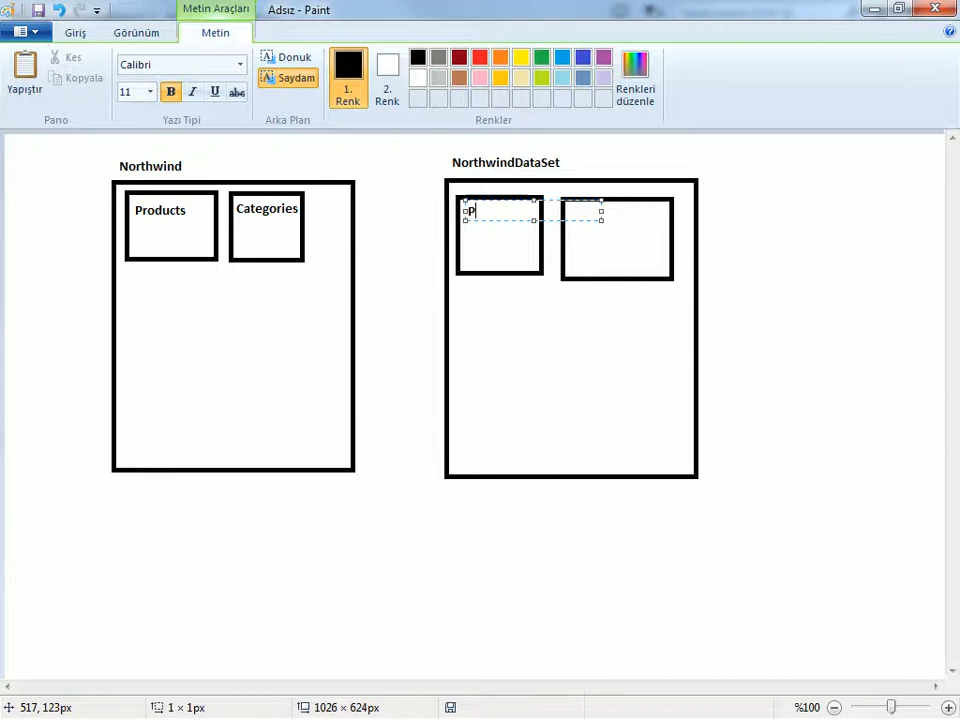 Metin Araçları
Adsız - Paint
Giriş
Görünüm
Metin
Yapıştır
Kes
Kopyala
Pano
Calibri
11
B I U abc
Yazı Tipi
Donuk
Saydam
Arka Plan
1. Renk
2. Renk
Renkler
Renkleri düzenle
Northwind
Products
Categories
NorthwindDataSet
P
517, 123px
1 × 1px
1026 × 624px
%100